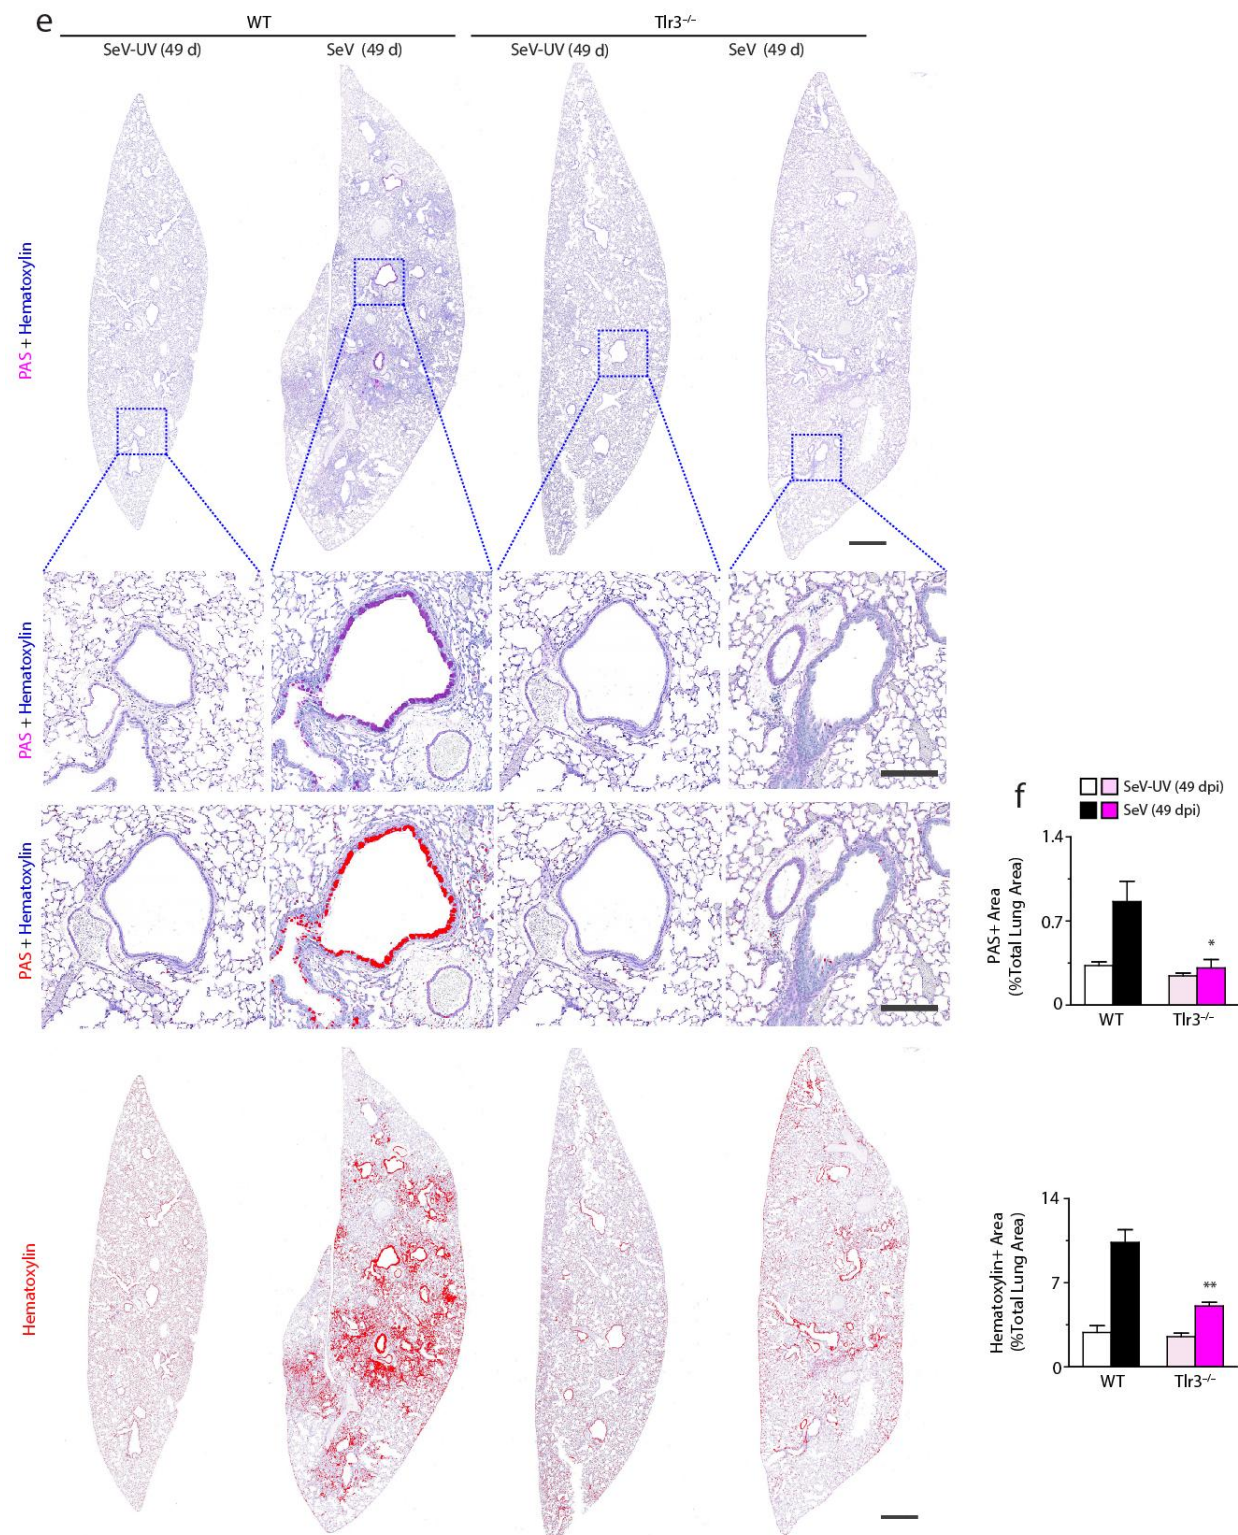 e
WT
Tlr3–/–
SeV-UV (49 d)
SeV (49 d)
SeV-UV (49 d)
SeV (49 d)
PAS + Hematoxylin
PAS + Hematoxylin
PAS + Hematoxylin
Hematoxylin
f
SeV-UV (49 dpi)
SeV (49 dpi)
PAS+ Area
(%Total Lung Area)
1.4
0.7
0
*
WT
Tlr3–/–
Hematoxylin+ Area
(%Total Lung Area)
14
7
0
**
WT
Tlr3–/–